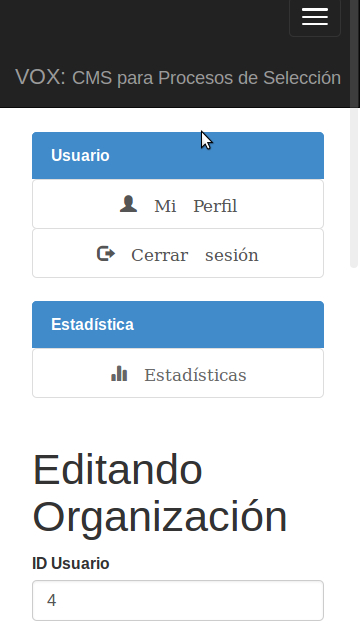 VOX: CMS para Procesos de Selección
Usuario
Mi Perfil
Cerrar sesión
Estadística
Estadísticas
Editando
Organización
ID Usuario
4